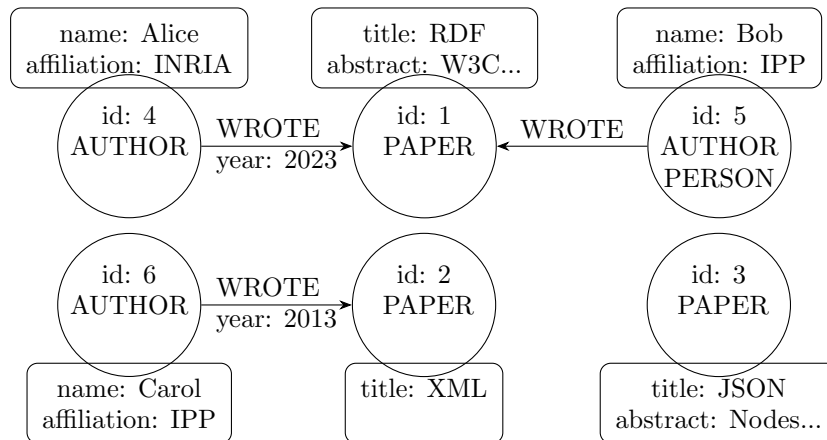 name: Alice
affiliation: INRIA
title: RDF
abstract: W3C...
name: Bob
affiliation: IPP
id: 4
AUTHOR
WROTE
year: 2023
id: 1
PAPER
WROTE
id: 5
AUTHOR
PERSON
id: 6
AUTHOR
WROTE
year: 2013
id: 2
PAPER
id: 3
PAPER
name: Carol
affiliation: IPP
title: XML
title: JSON
abstract: Nodes...